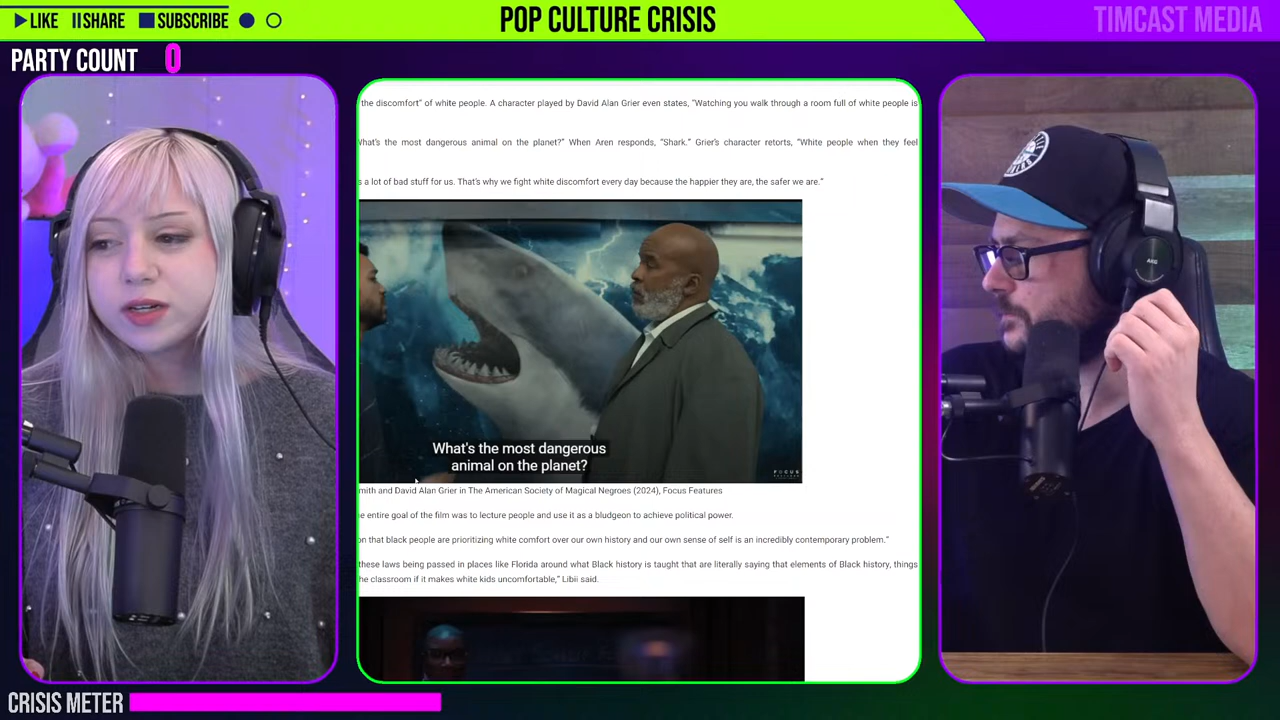 LIKE SHARE SUBSCRIBE
POP CULTURE CRISIS
TIMCAST MEDIA
PARTY COUNT 0
the discomfort” of white people. A character played by David Alan Grier even states, “Watching you walk through a room full of white people is
What's the most dangerous animal on the planet?” When Aren responds, “Shark.” Grier's character retorts, “White people when they feel
s a lot of bad stuff for us. That's why we fight white discomfort every day because the happier they are, the safer we are.”
What's the most dangerous
animal on the planet?
FOCUS
mith and David Alan Grier in The American Society of Magical Negroes (2024), Focus Features
e entire goal of the film was to lecture people and use it as a bludgeon to achieve political power.
on that black people are prioritizing white comfort over our own history and our own sense of self is an incredibly contemporary problem.”
these laws being passed in places like Florida around what Black history is taught that are literally saying that elements of Black history, things
he classroom if it makes white kids uncomfortable,” Libii said.
AKG
CRISIS METER